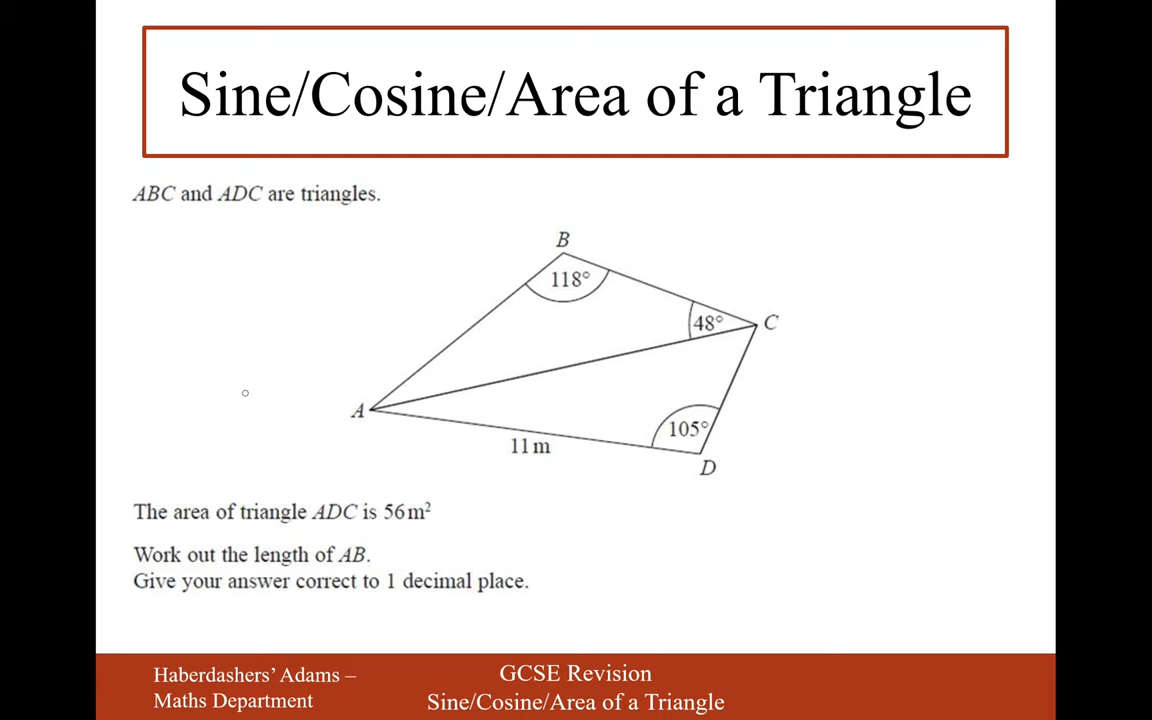 Sine/Cosine/Area of a Triangle
ABC and ADC are triangles.
B
118°
48°
C
A
105°
11 m
D
The area of triangle ADC is 56 m²
Work out the length of AB.
Give your answer correct to 1 decimal place.
Haberdashers’ Adams –
Maths Department
GCSE Revision
Sine/Cosine/Area of a Triangle